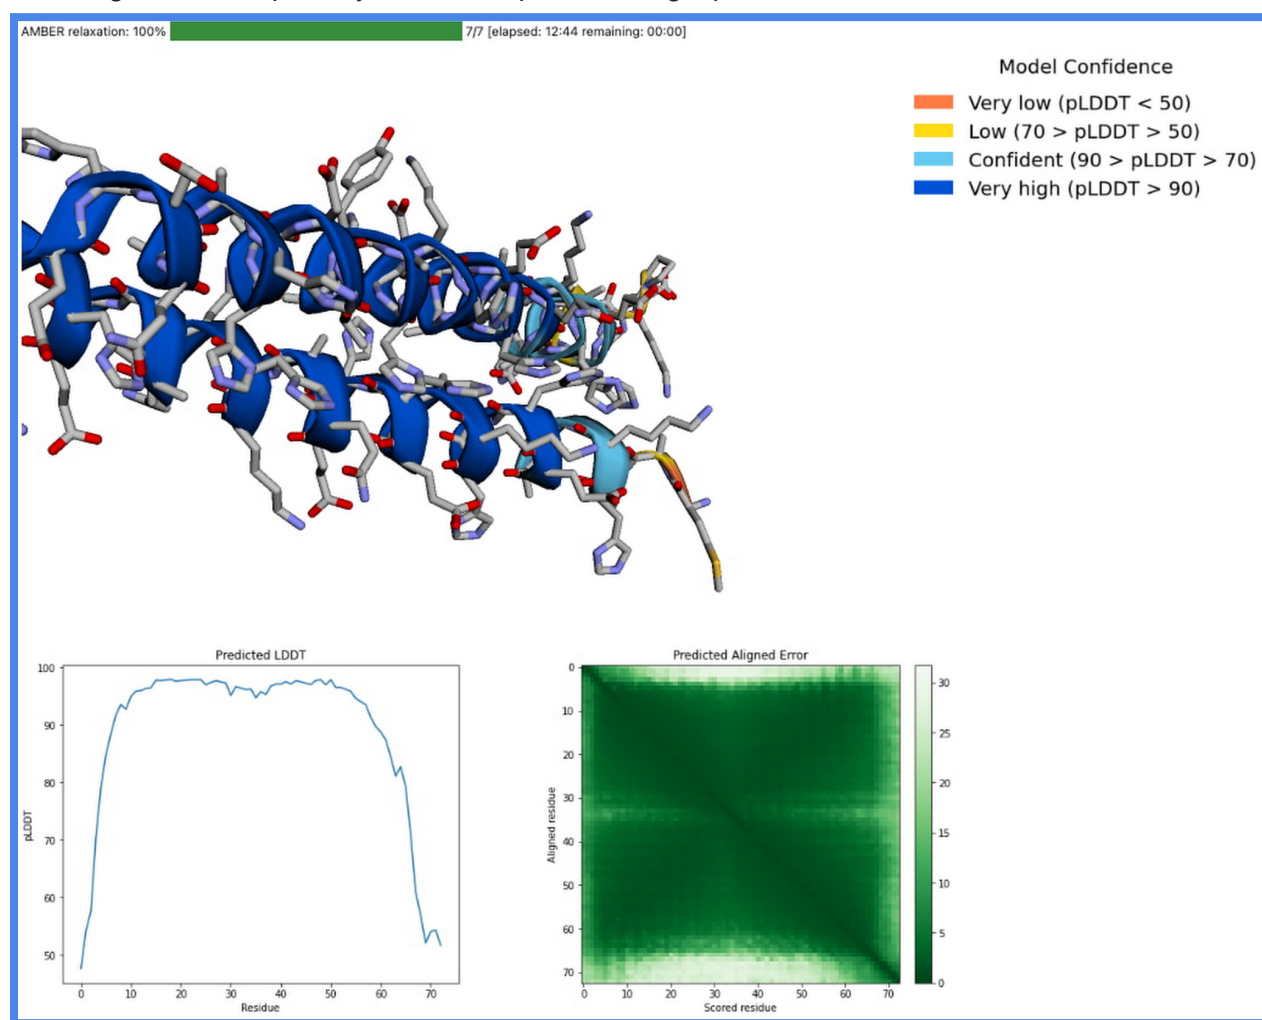 AMBER relaxation: 100% 7/7 [elapsed: 12:44 remaining: 00:00]
Model Confidence
Very low (pLDDT < 50)
Low (70 > pLDDT > 50)
Confident (90 > pLDDT > 70)
Very high (pLDDT > 90)
Predicted LDDT
100
90
80
70
60
50
pLDDT
0 10 20 30 40 50 60 70
Residue
Predicted Aligned Error
0
10
20
30
40
50
60
70
Aligned residue
0 10 20 30 40 50 60 70
Scored residue
30
25
20
15
10
5
0